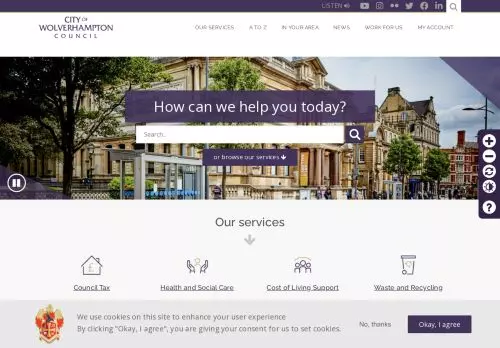 LISTEN
CITY OF
WOLVERHAMPTON
COUNCIL
OUR SERVICES A TO Z IN YOUR AREA NEWS WORK FOR US MY ACCOUNT
How can we help you today?
Search...
or browse our services
Our services
Council Tax Health and Social Care Cost of Living Support Waste and Recycling
We use cookies on this site to enhance your user experience
By clicking "Okay, I agree", you are giving your consent for us to set cookies.
No, thanks Okay, I agree